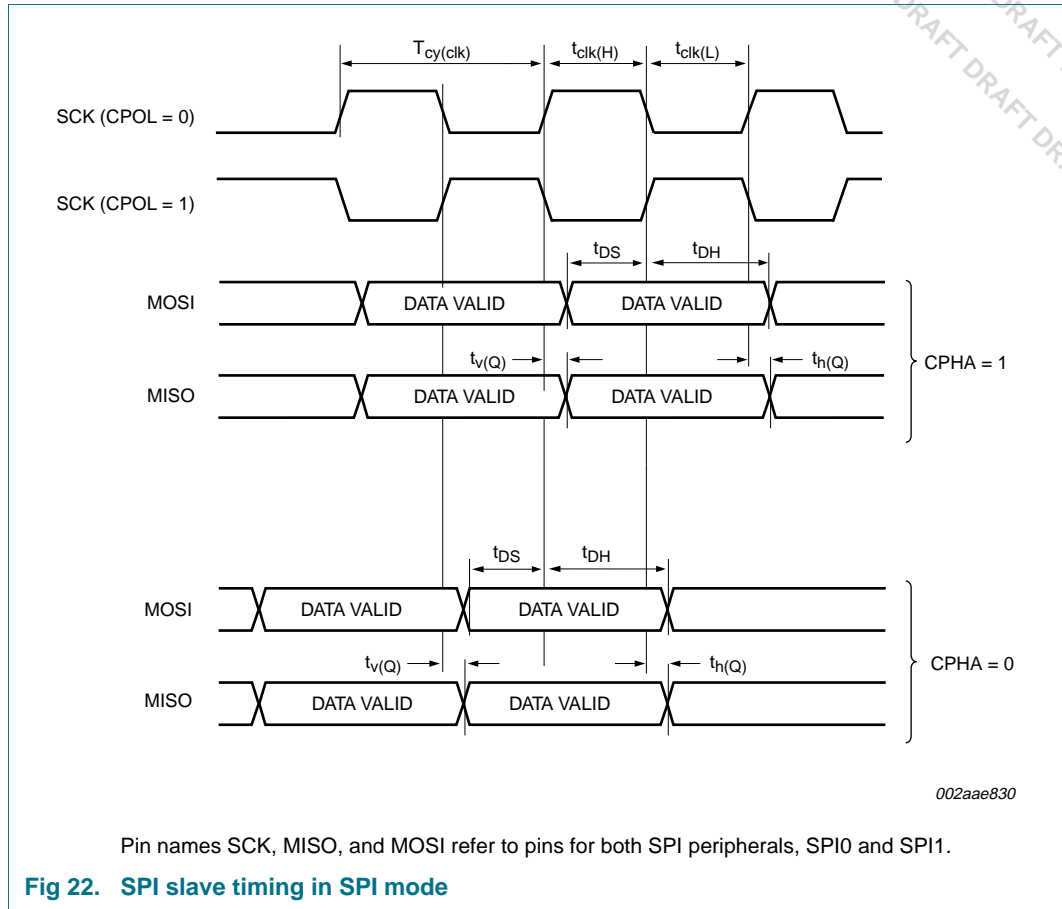 DRAFT DRAFT DRAFT
DRAFT DRAFT
Tcy(clk) tclk(H) tclk(L)
SCK (CPOL = 0)
SCK (CPOL = 1)
tDS tDH
MOSI DATA VALID DATA VALID
tv(Q) th(Q)
CPHA = 1
MISO DATA VALID DATA VALID
tDS tDH
MOSI DATA VALID DATA VALID
tv(Q) th(Q)
CPHA = 0
MISO DATA VALID DATA VALID
002aae830
Pin names SCK, MISO, and MOSI refer to pins for both SPI peripherals, SPI0 and SPI1.
Fig 22. SPI slave timing in SPI mode